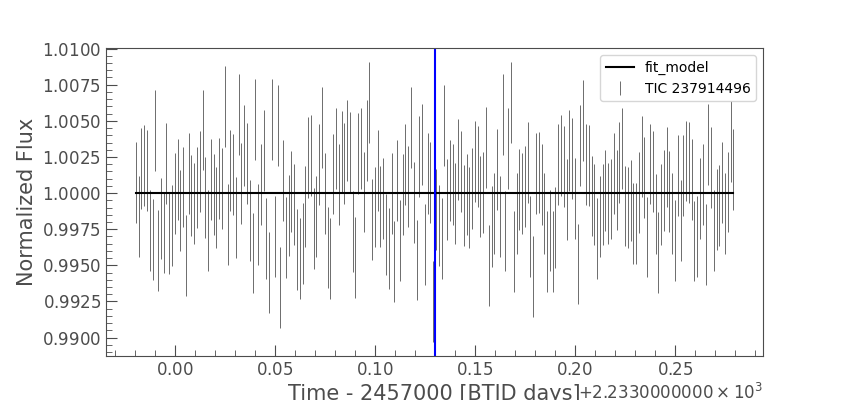 1.0100
1.0075
1.0050
1.0025
1.0000
0.9975
0.9950
0.9925
0.9900
Normalized Flux
fit_model
TIC 237914496
0.00 0.05 0.10 0.15 0.20 0.25
Time - 2457000 [BTJD days]
+2.2330000000 × 10³